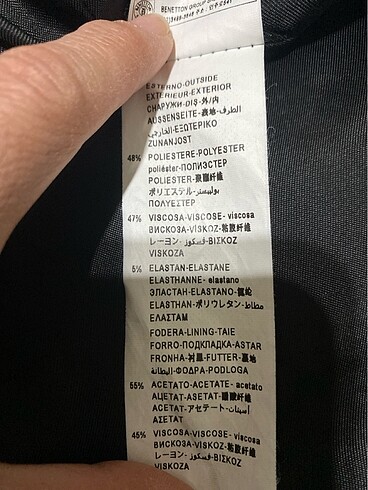 BENETTON GROUP
ESTERNO-OUTSIDE
EXTERIEUR-EXTERIOR
СНАРУЖИ-DIŞ-外/内
AUSSENSEITE-表地-الطرف
الخارجي-ΕΞΩΤΕΡΙΚΟ
ZUNANJOST
48% POLIESTERE-POLYESTER
poliéster-ПОЛИЭСТЕР
POLIESTER-聚酯纤维
ポリエステル-بوليستر
ΠΟΛΥΕΣΤΕΡ
47% VISCOSA-VISCOSE- viscosa
ВИСКОЗА-VİSKOZ-粘胶纤维
レーヨン-فسكوز-ΒΙΣΚΟΖ
VISKOZA
5% ELASTAN-ELASTANE
ELASTHANNE- elastano
ЭЛАСТАН-ELASTANO-氨纶
ELASTHAN-ポリウレタン-مطاط
ΕΛΑΣΤΑΜ
FODERA-LINING-TAIE
FORRO-ПОДКЛАДКА-ASTAR
FRONHA-衬里-FUTTER-裏地
البطانة-ΦΟΔΡΑ-PODLOGA
55% ACETATO-ACETATE- acetato
АЦЕТАТ-ASETAT-醋酸纤维
ACETAT-アセテート-أسيتات
ΑΣΕΤΑΤ
45% VISCOSA-VISCOSE- viscosa
ВИСКОЗА-VİSKOZ-粘胶纤维
レーヨン-فسكوز-ΒΙΣΚΟΖ
VISKOZA